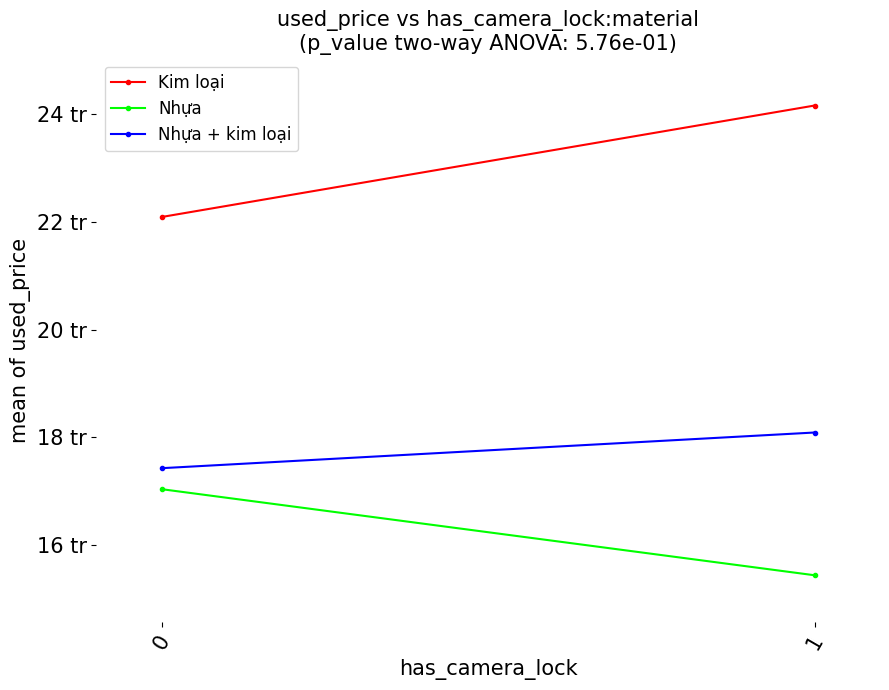 used_price vs has_camera_lock:material
(p_value two-way ANOVA: 5.76e-01)
Kim loại
Nhựa
Nhựa + kim loại
24 tr
22 tr
20 tr
18 tr
16 tr
mean of used_price
0
1
has_camera_lock